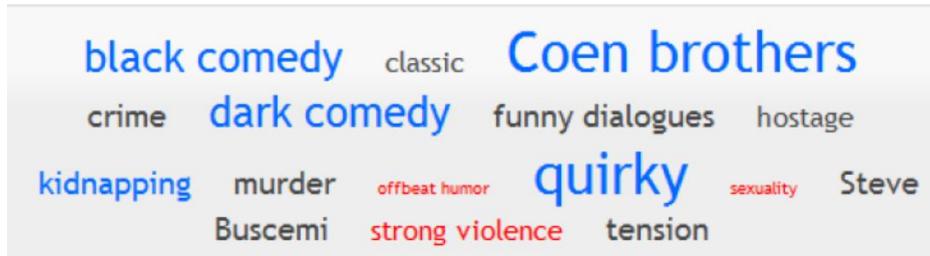 black comedy classic Coen brothers
crime dark comedy funny dialogues hostage
kidnapping murder offbeat humor quirky sexuality Steve
Buscemi strong violence tension